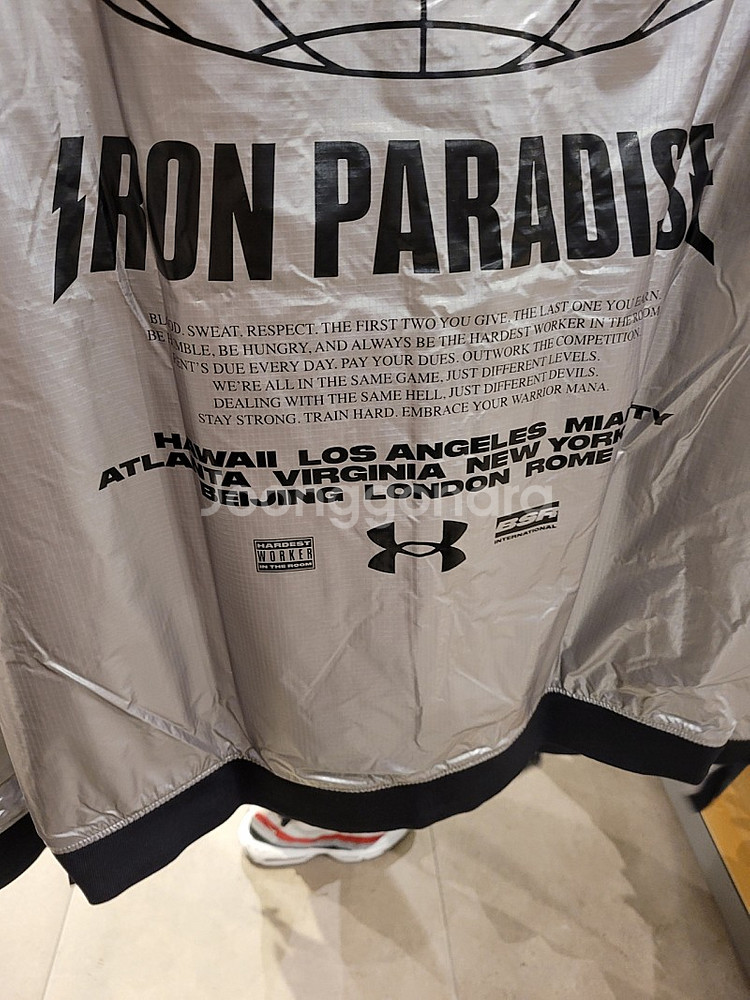 IRON PARADISE
BLOOD. SWEAT. RESPECT. THE FIRST TWO YOU GIVE, THE LAST ONE YOU EARN.
BE HUMBLE, BE HUNGRY, AND ALWAYS BE THE HARDEST WORKER IN THE ROOM
DUE EVERY DAY. PAY YOUR DUES. OUTWORK THE COMPETITION.
WE'RE ALL IN THE SAME GAME, JUST DIFFERENT LEVELS.
DEALING WITH THE SAME HELL, JUST DIFFERENT DEVILS.
STAY STRONG. TRAIN HARD. EMBRACE YOUR WARRIOR MANA.
HAWAII LOS ANGELES
ATLANTA VIRGINIA NEW YORK
BEIJING LONDON ROME
joonggonara
HARDEST
WORKER
IN THE ROOM
BSR
INTERNATIONAL